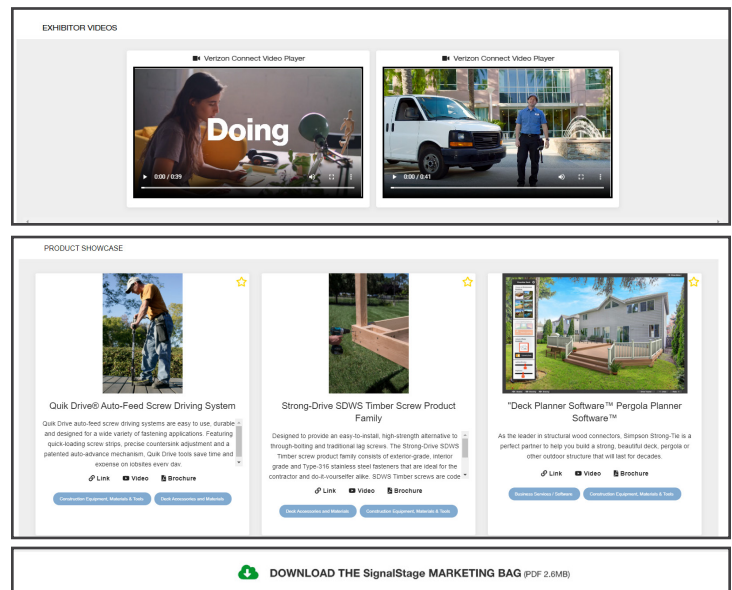 EXHIBITOR VIDEOS
Verizon Connect Video Player
Verizon Connect Video Player
Doing
0:00 / 0:39
0:00 / 0:41
PRODUCT SHOWCASE
Quik Drive® Auto-Feed Screw Driving System
Quik Drive auto-feed screw driving systems are easy to use, durable
and designed for a wide variety of fastening applications. Featuring
quick-loading screw strips, precise countersink adjustment and a
patented auto-advance mechanism, Quik Drive tools save time and
expense on jobsites every day.
Link Video Brochure
Construction Equipment, Materials & Tools Deck Accessories and Materials
Strong-Drive SDWS Timber Screw Product
Family
Designed to provide an easy-to-install, high-strength alternative to
through-bolting and traditional lag screws. The Strong-Drive SDWS
Timber screw product family consists of exterior-grade, interior
grade and Type-316 stainless steel fasteners that are ideal for the
contractor and do-it-yourselfer alike. SDWS Timber screws are code
Link Video Brochure
Deck Accessories and Materials Construction Equipment, Materials & Tools
"Deck Planner Software™ Pergola Planner
Software™
As the leader in structural wood connectors, Simpson Strong-Tie is a
perfect partner to help you build a strong, beautiful deck, pergola or
other outdoor structure that will last for decades.
Link Video Brochure
Business Services / Software Construction Equipment, Materials & Tools
DOWNLOAD THE SignalStage MARKETING BAG (PDF 2.6MB)